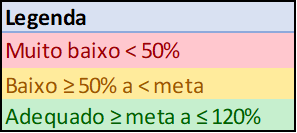 Legenda
Muito baixo < 50%
Baixo ≥ 50% a < meta
Adequado ≥ meta a ≤ 120%